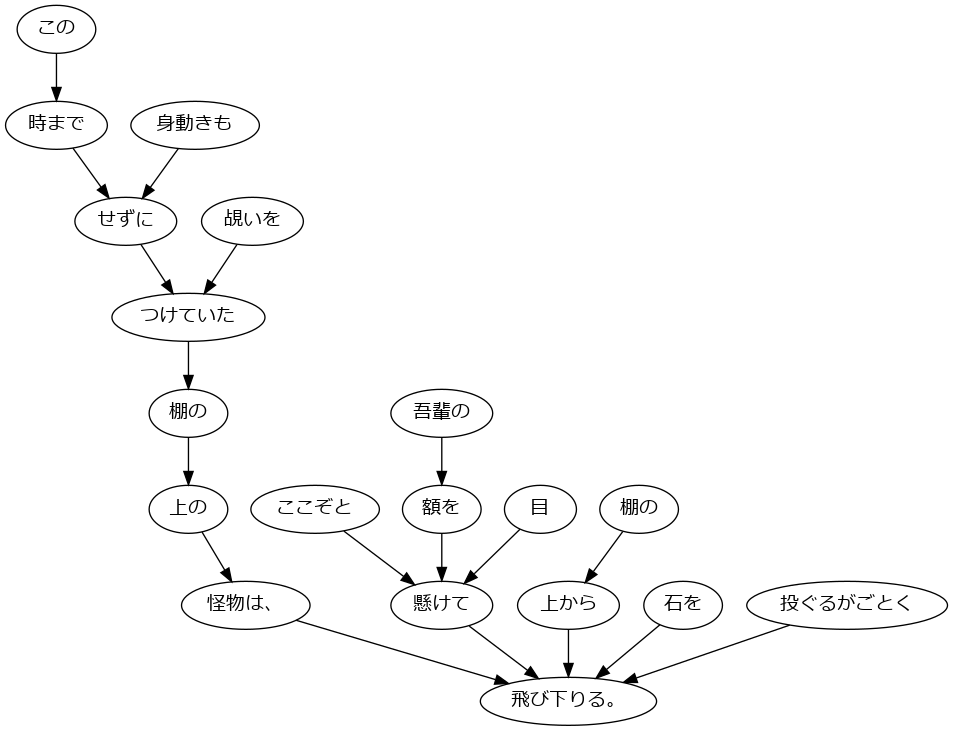 この
時まで
身動きも
せずに
覘いを
つけていた
棚の
吾輩の
上の
ここぞと
額を
目
棚の
怪物は、
懸けて
上から
石を
投ぐるがごとく
飛び下りる。